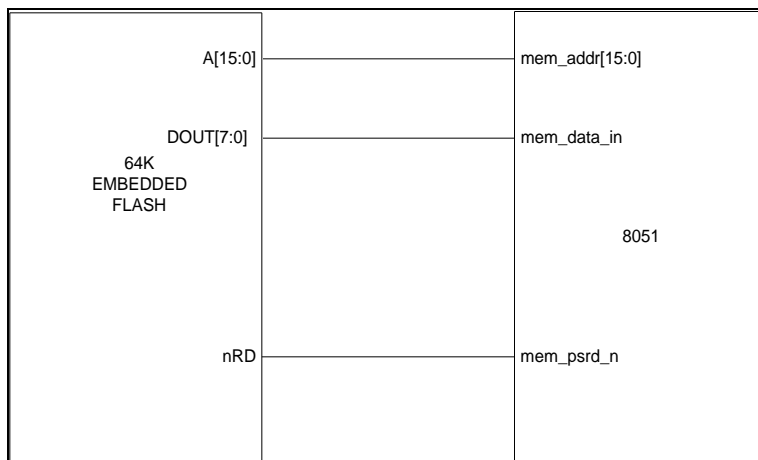 A[15:0]
mem_addr[15:0]
DOUT[7:0]
mem_data_in
64K
EMBEDDED
FLASH
8051
nRD
mem_psrd_n